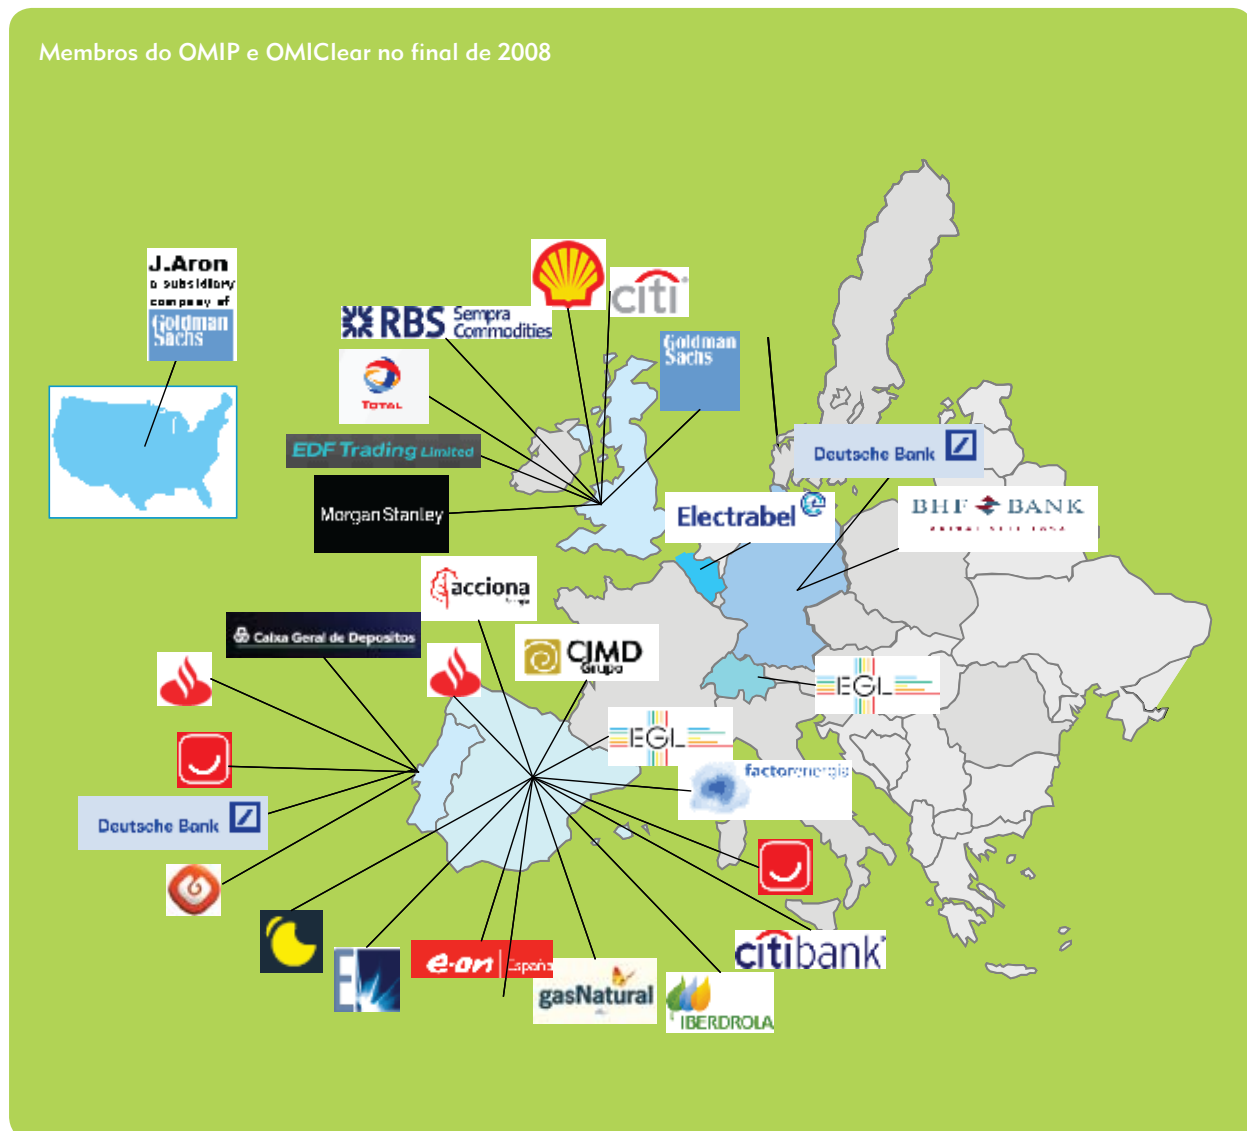 Membros do OMIP e OMIClear no final de 2008
J.Aron
a subsidiary
company of
Goldman
Sachs
RBS Sempra
Commodities
citi
Goldman
Sachs
TOTAL
EDF Trading Limited
Morgan Stanley
Deutsche Bank
Electrabel
BHF BANK
acciona
Caixa Geral de Depositos
CIMD
Grupo
EGL
EGL
factorenergia
Deutsche Bank
e·on España
gasNatural
IBERDROLA
citibank